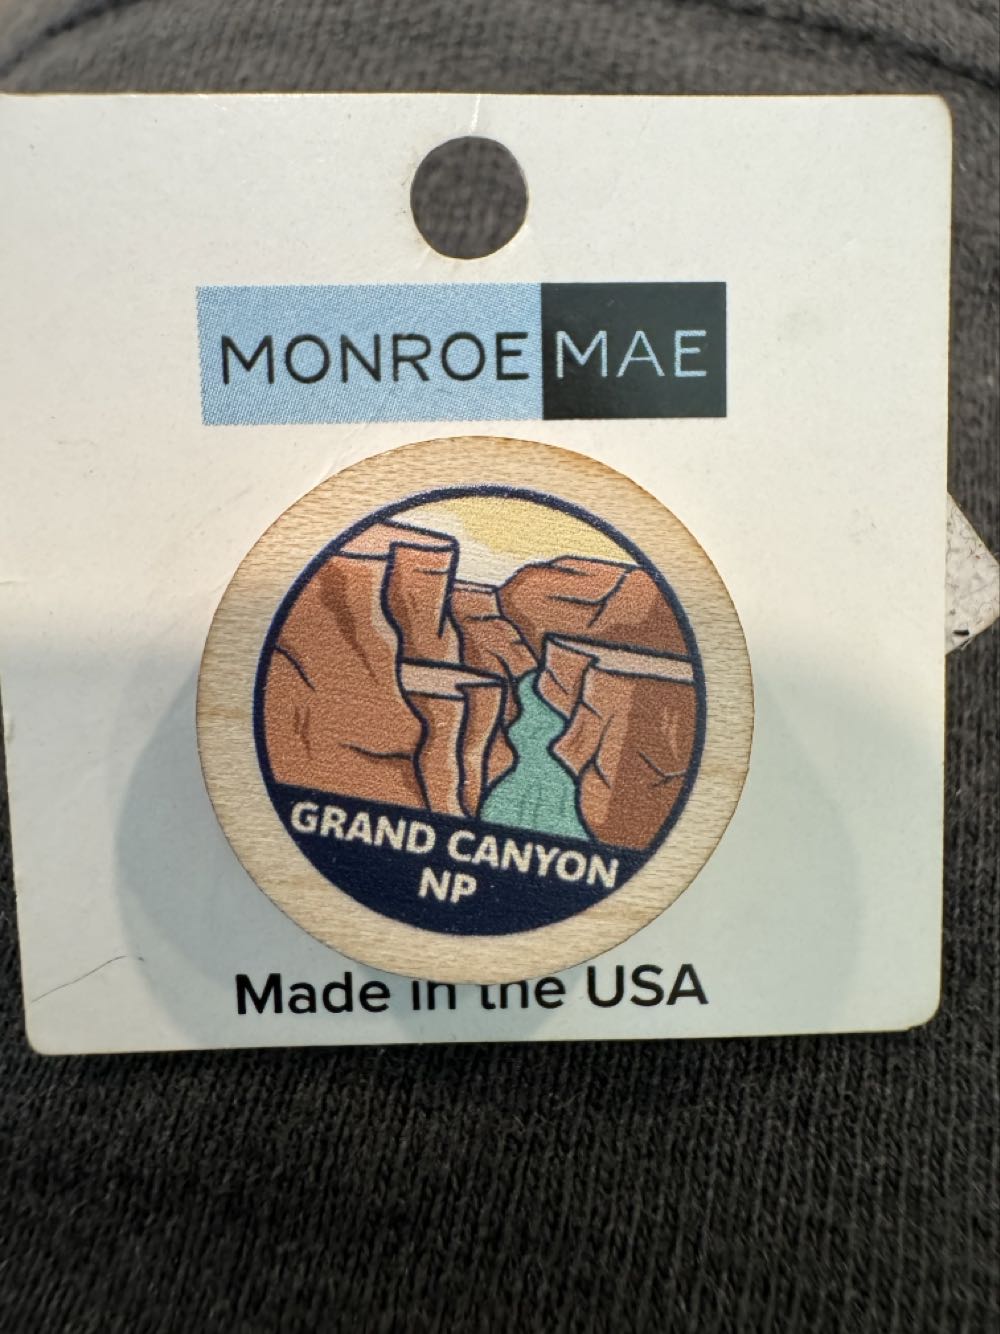 MONROE MAE
GRAND CANYON
NP
Made in the USA